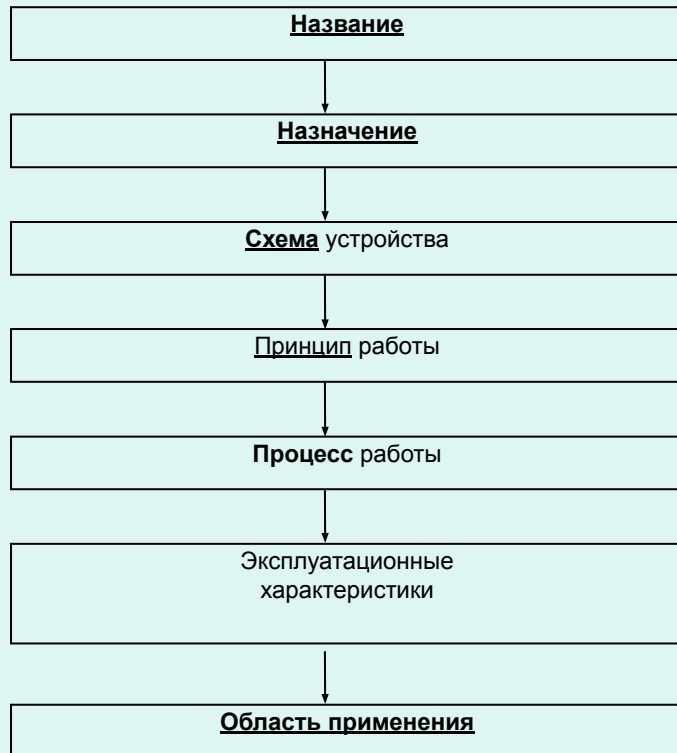 Название
Назначение
Схема устройства
Принцип работы
Процесс работы
Эксплуатационные
характеристики
Область применения